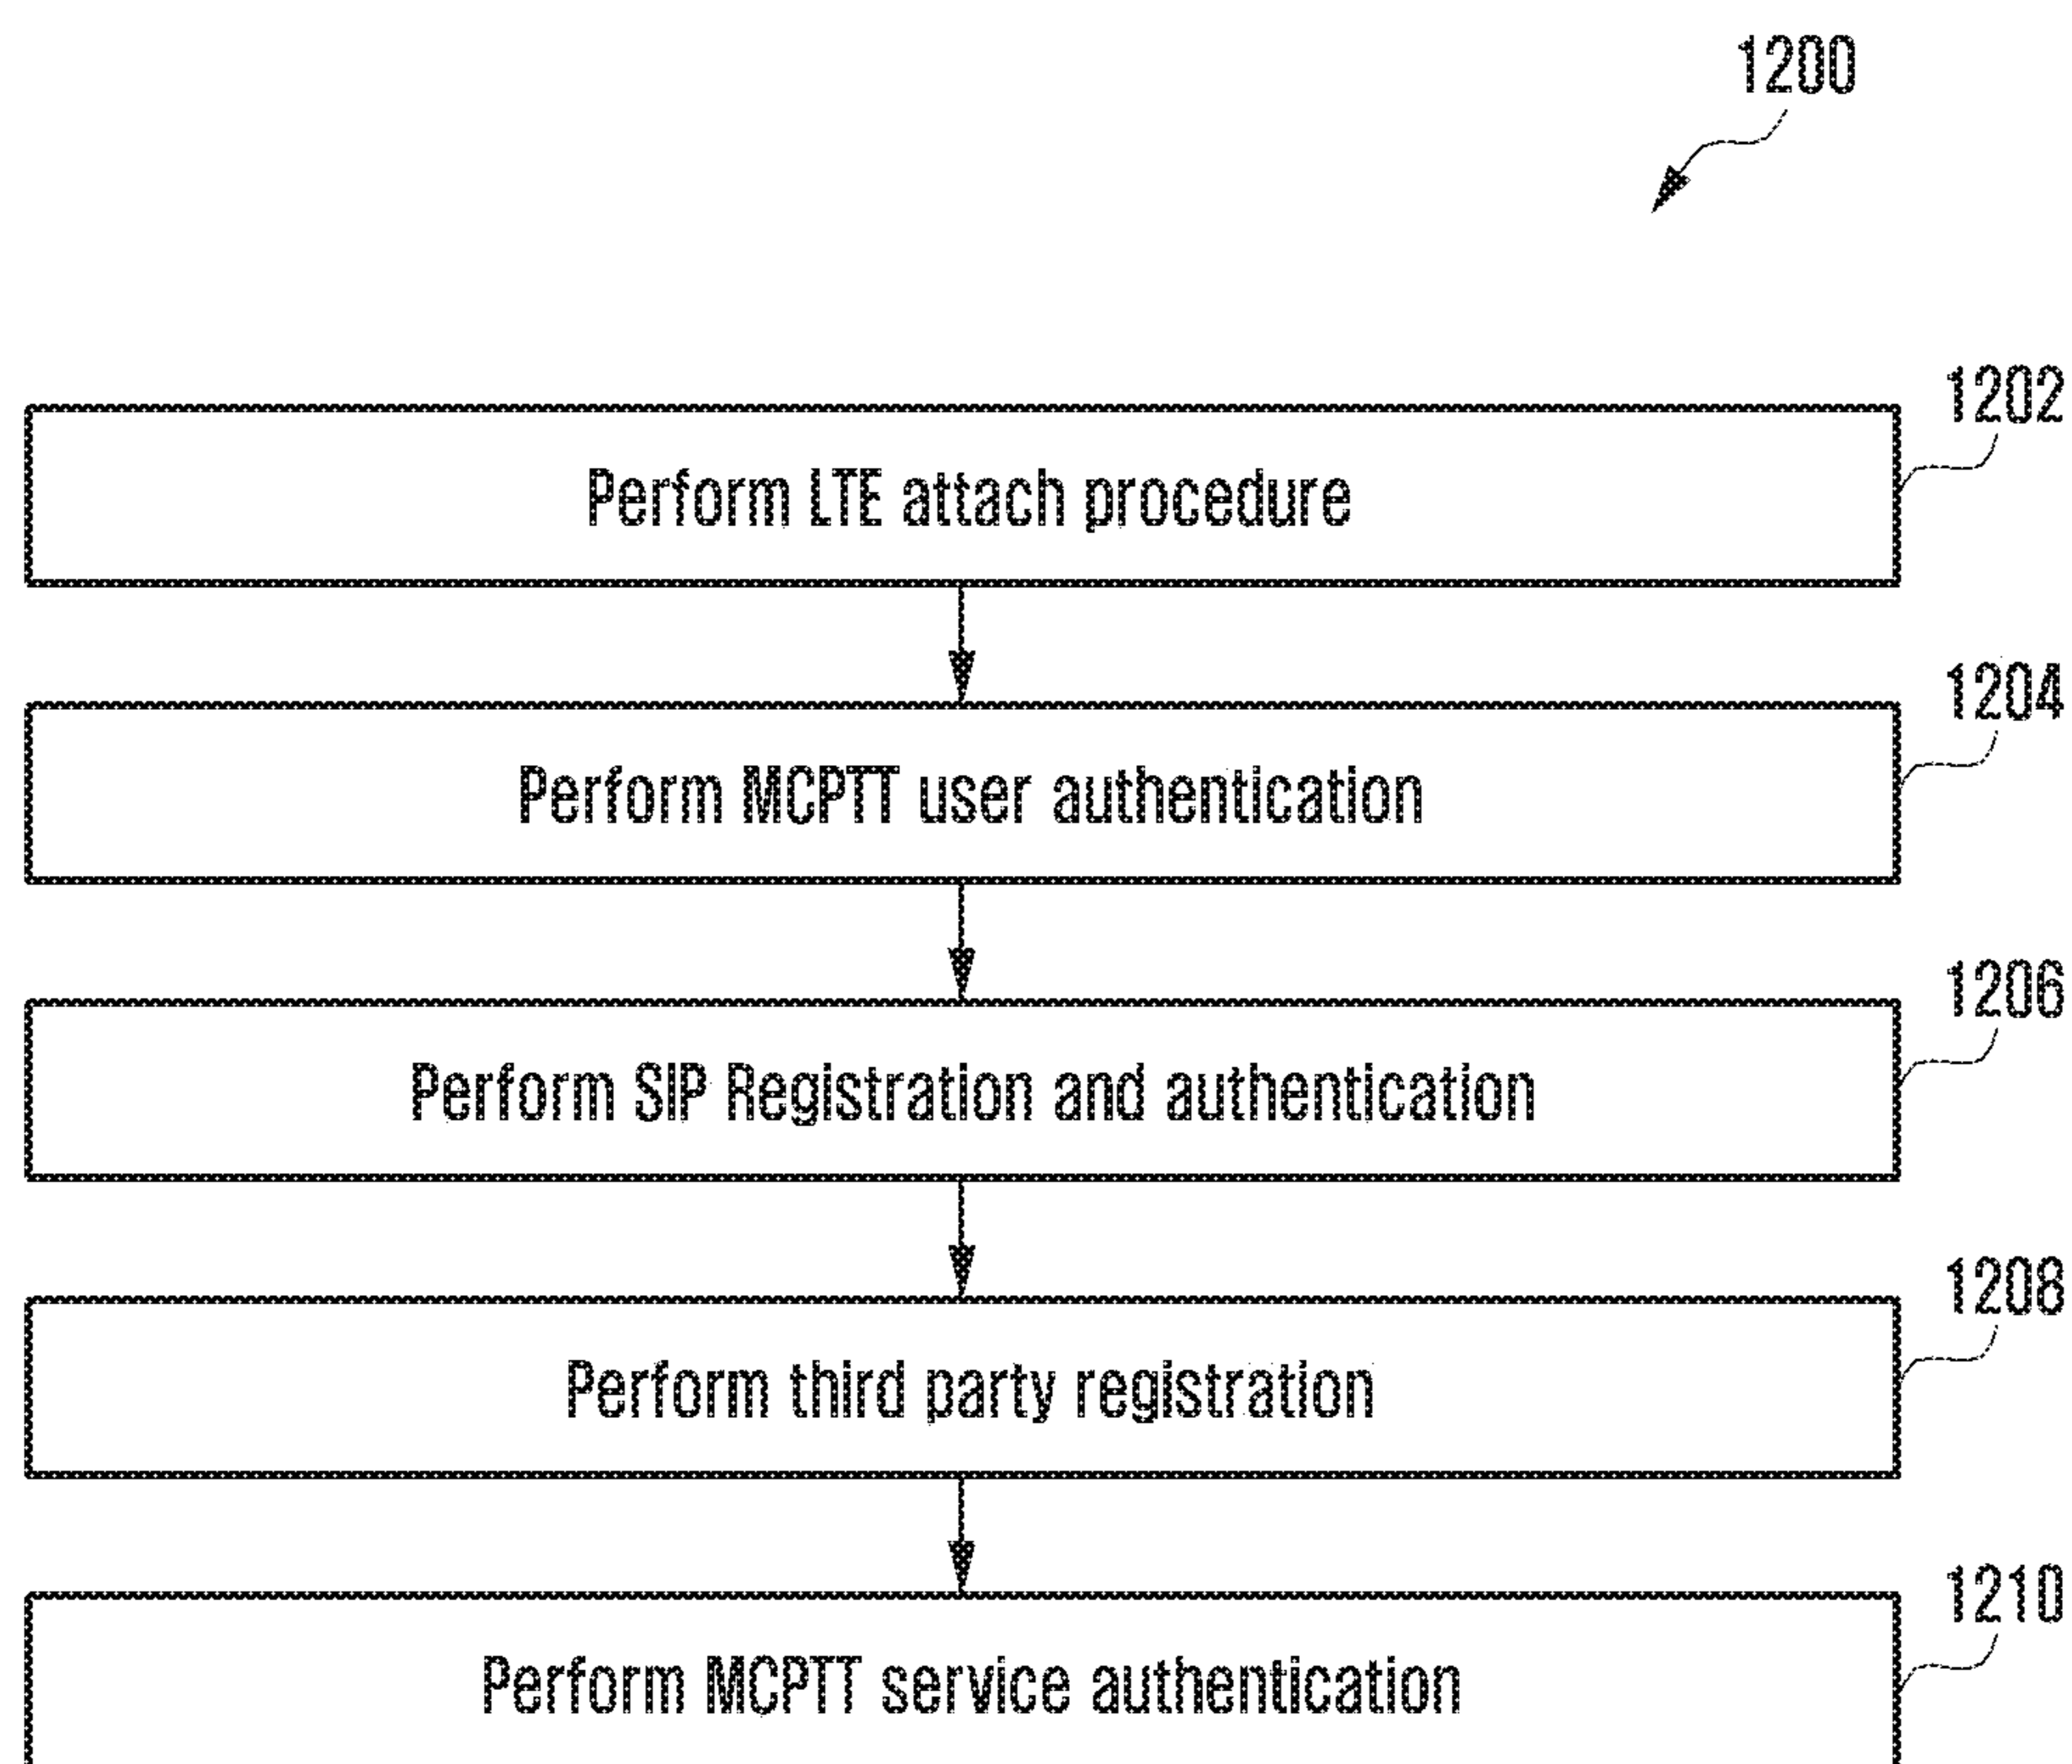 1200
1202
Perform LTE attach procedure
1204
Perform MCPTT user authentication
1206
Perform SIP Registration and authentication
1208
Perform third party registration
1210
Perform MCPTT service authentication